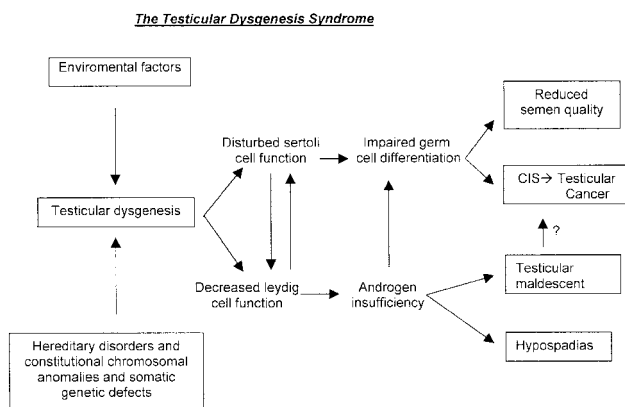 The Testicular Dysgenesis Syndrome
Enviromental factors
Testicular dysgenesis
Hereditary disorders and
constitutional chromosomal
anomalies and somatic
genetic defects
Disturbed sertoli
cell function
Decreased leydig
cell function
Impaired germ
cell differentiation
Androgen
insufficiency
Reduced
semen quality
CIS→ Testicular
Cancer
?
Testicular
maldescent
Hypospadias